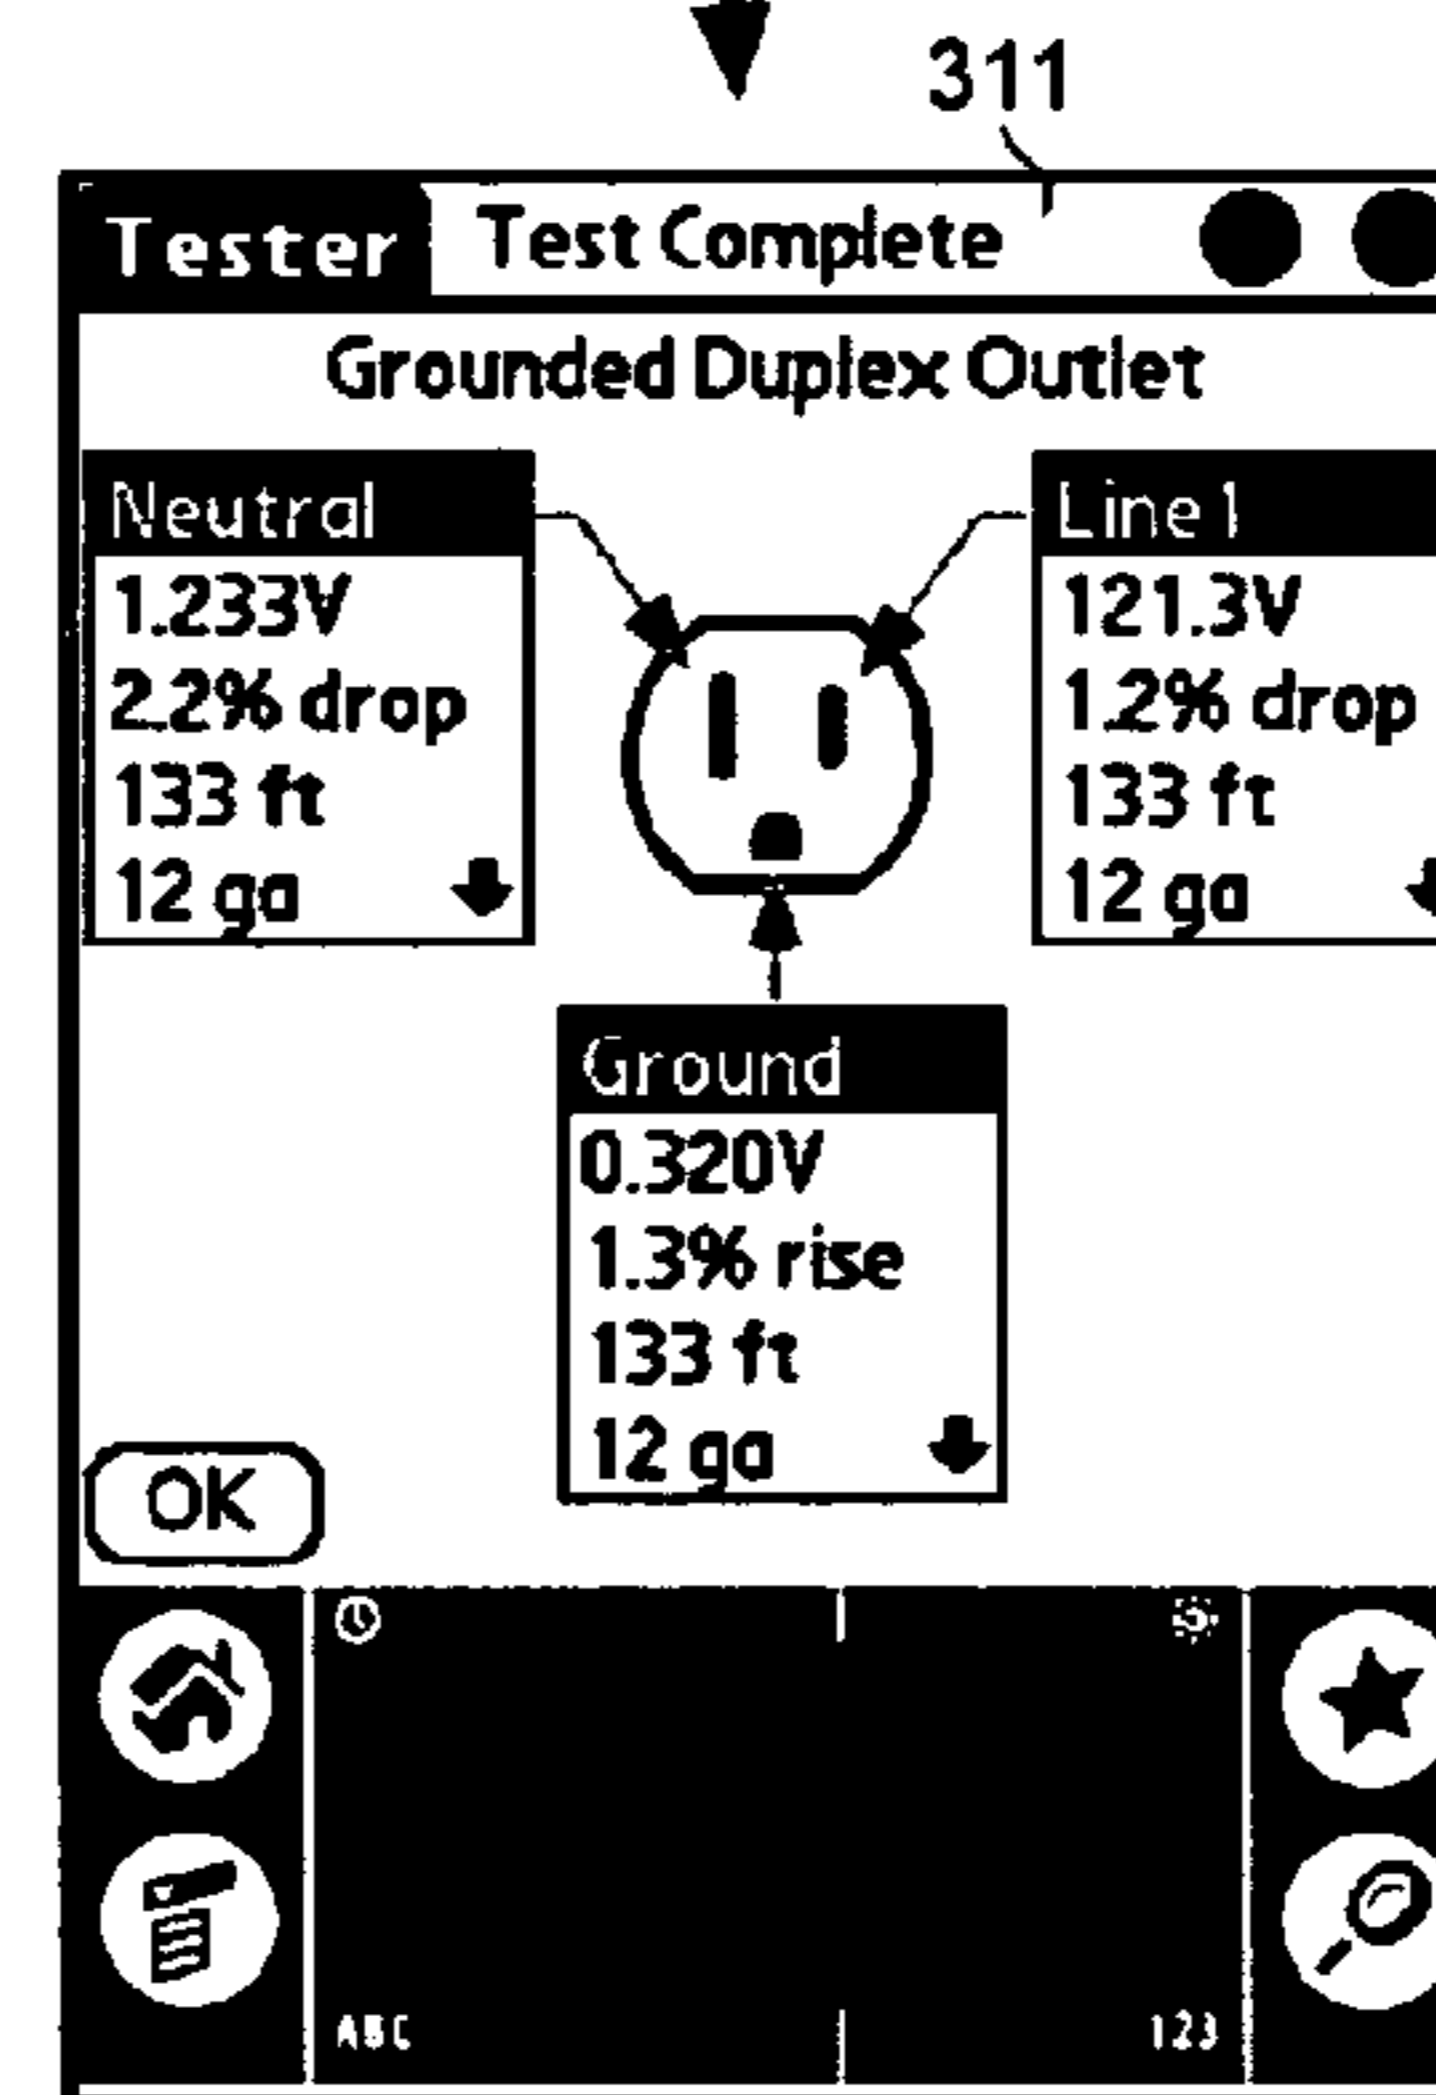 311
Tester Test Complete
Grounded Duplex Outlet
Neutral
1.233V
2.2% drop
133 ft
12 ga
Line 1
121.3V
1.2% drop
133 ft
12 ga
Ground
0.320V
1.3% rise
133 ft
12 ga
OK
ABC
123